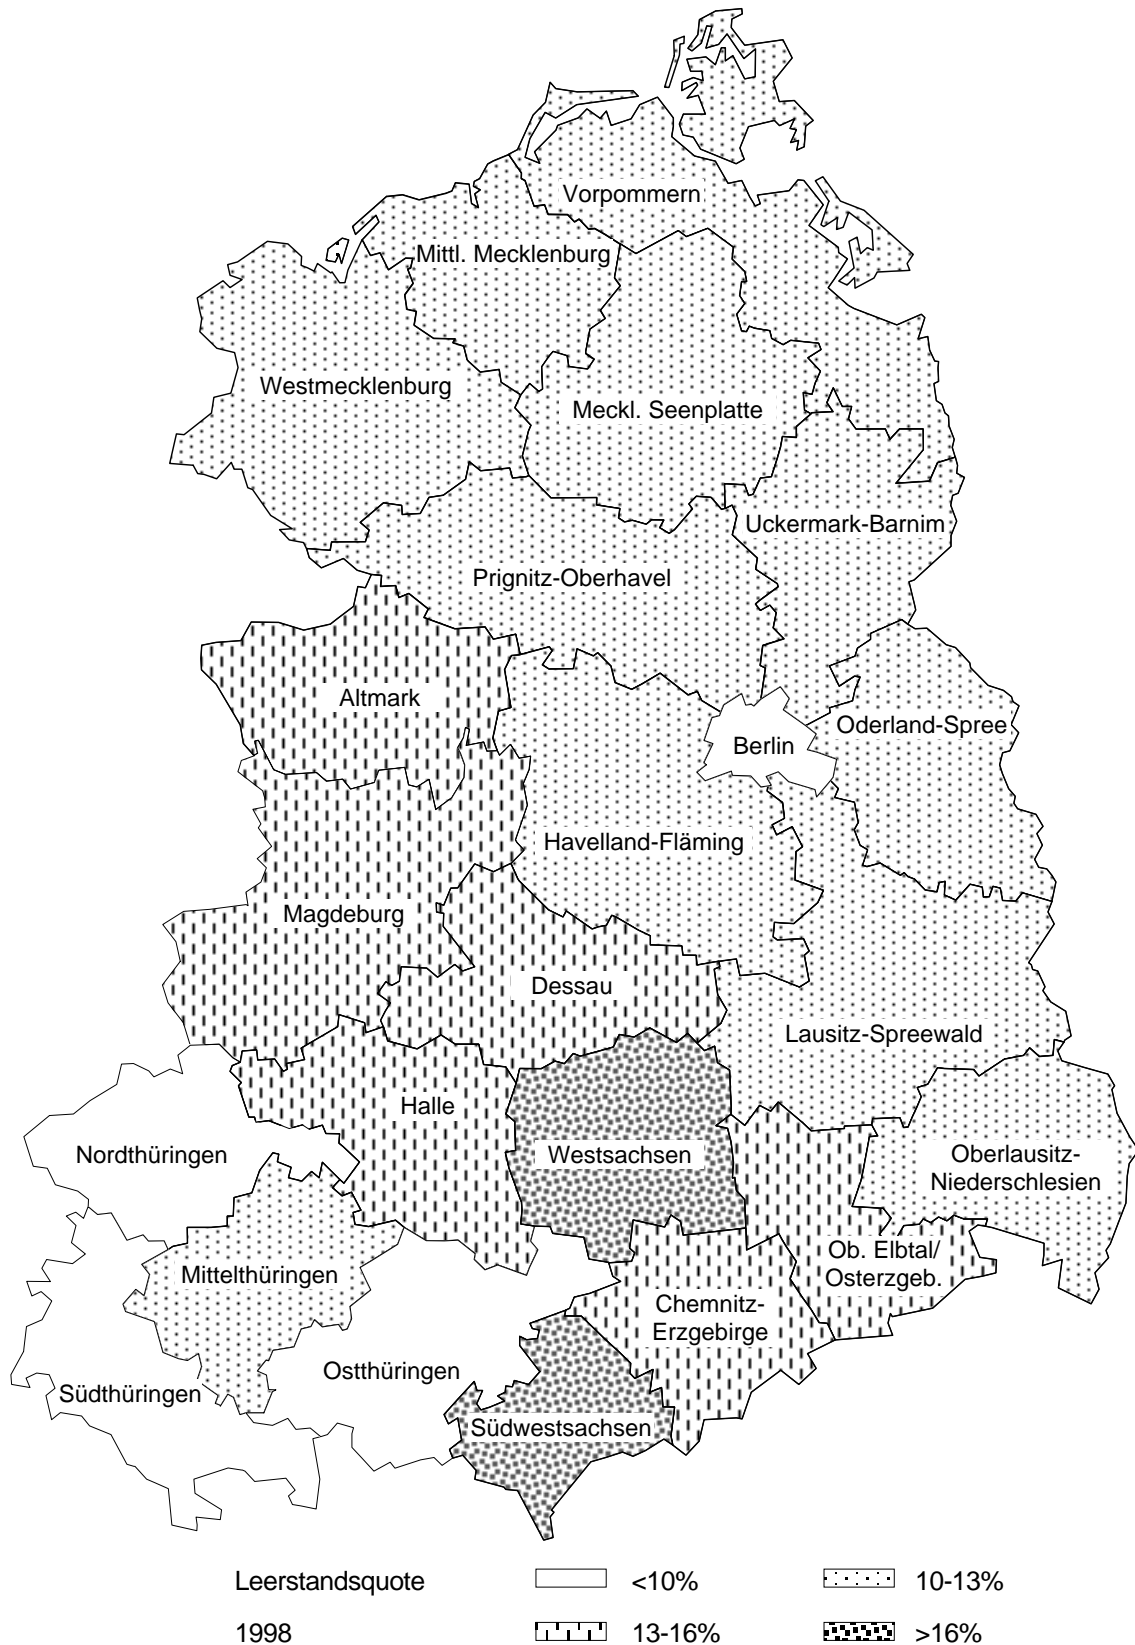 Vorpommern
Mittl. Mecklenburg
Westmecklenburg
Meckl. Seenplatte
Uckermark-Barnim
Prignitz-Oberhavel
Altmark
Oderland-Spree
Berlin
Havelland-Fläming
Magdeburg
Dessau
Lausitz-Spreewald
Halle
Nordthüringen
Westsachsen
Oberlausitz-
Niederschlesien
Mittelthüringen
Ob. Elbtal/
Osterzgeb.
Chemnitz-
Erzgebirge
Ostthüringen
Südthüringen
Südwestsachsen
Leerstandsquote
<10%
10-13%
1998
13-16%
>16%